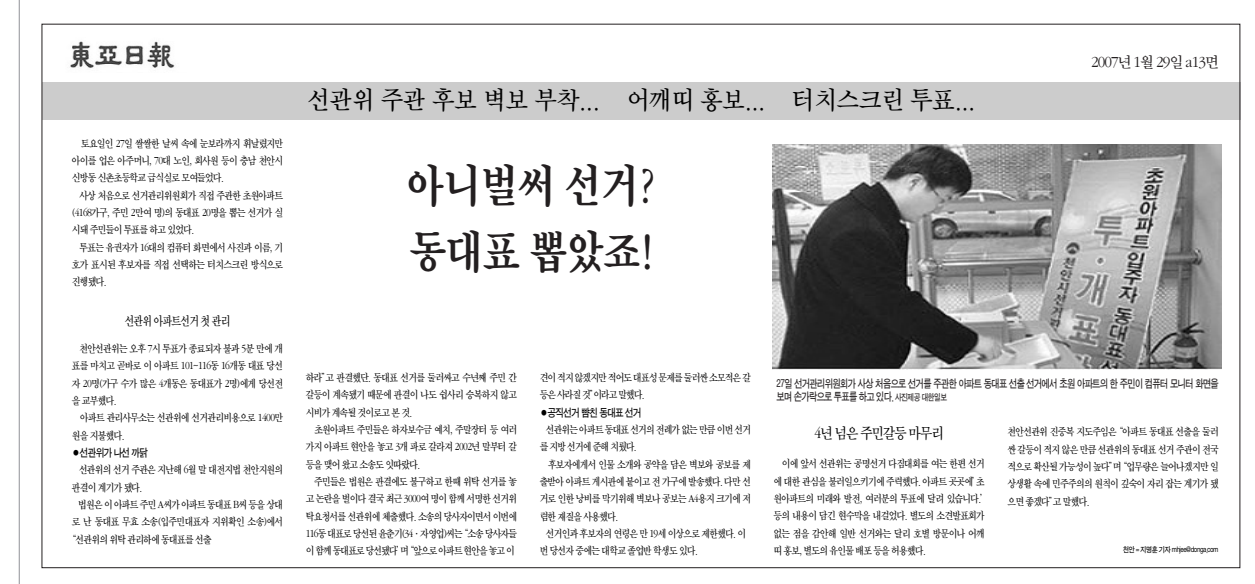 東亞日報
2007년 1월 29일 a13면
선관위 주관 후보 벽보 부착... 어깨띠 홍보... 터치스크린 투표...
토요일인 27일 쌀쌀한 날씨 속에 눈보라까지 휘날렸지만
아이를 업은 아주머니, 70대 노인, 회사원 등이 충남 천안시
신방동 신촌초등학교 급식실로 모여들었다.
사상 처음으로 선거관리위원회가 직접 주관한 초원아파트
(4168가구, 주민 2만여 명)의 동대표 20명을 뽑는 선거가 실
시돼 주민들이 투표를 하고 있었다.
투표는 유권자가 16대의 컴퓨터 화면에서 사진과 이름, 기
호가 표시된 후보자를 직접 선택하는 터치스크린 방식으로
진행됐다.
선관위 아파트선거 첫 관리
천안선관위는 오후 7시 투표가 종료되자 불과 5분 만에 개
표를 마치고 곧바로 이 아파트 101-116동 16개동 대표 당선
자 20명(가구 수가 많은 4개동은 동대표가 2명)에게 당선전
을 교부했다.
아파트 관리사무소는 선관위에 선거관리비용으로 1400만
원을 지불했다.
●선관위가 나선 까닭
선관위의 선거 주관은 지난해 6월 말 대전지법 천안지원의
판결이 계기가 됐다.
법원은 이 아파트 주민 A씨가 아파트 동대표 B씨 등을 상대
로 난 동대표 무효 소송(입주민대표자 지위확인 소송)에서
"선관위의 위탁 관리하에 동대표를 선출
아니벌써 선거?
동대표 뽑았죠!
하라"고 판결했단. 동대표 선거를 둘러싸고 수년째 주민 간
갈등이 계속됐기 때문에 판결이 나도 섭사리 승복하지 않고
시비가 계속될 것이로고 본 것.
초원아파트 주민들은 하자보수금 예치, 주말장터 등 여러
가지 아파트 현안을 놓고 3개 파로 갈라져 2002년 말부터 갈
등을 맺어 왔고 소송도 잇따랐다.
주민들은 법원은 판결에도 불구하고 한때 위탁 선거를 놓
고 논란을 벌이다 결국 최근 3000여 명이 함께 서명한 선거위
탁요청서를 선관위에 제출했다. 소송의 당사자이면서 이번에
116동 대표로 당선된 윤춘기(34·자영업)씨는 "소송 당사자들
이 함께 동대표로 당선됐다" 며 "앞으로 아파트 현안을 놓고 이
견이 적지 않겠지만 적어도 대표성 문제를 둘러싼 소모적은 갈
등은 사라질 것"이라고 말했다.
●공직선거 뺨친 동대표 선거
선관위는 아파트 동대표 선거의 전례가 없는 만큼 이번 선거
를 지방 선거에 준해 치뤘다.
후보자에게서 인물 소개와 공약을 담은 벽보와 공보를 제
출받아 아파트 게시판에 붙이고 전 가구에 발송했다. 다만 선
거로 인한 낭비를 막기위해 벽보나 공보는 A4용지 크기에 저
렴한 재질을 사용했다.
선거인과 후보자의 연령은 만 19세 이상으로 제한했다. 이
번 당선자 중에는 대학교 졸업반 학생도 있다.
초원아파트 입주자 동대표선
투·개표
천안시선거관
27일 선거관리위원회가 사상 처음으로 선거를 주관한 아파트 동대표 선출 선거에서 초원 아파트의 한 주민이 컴퓨터 모니터 화면을
보며 손가락으로 투표를 하고 있다. 사진제공 대한일보
4년 넘은 주민갈등 마무리
이에 앞서 선관위는 공명선거 다짐대회를 여는 한편 선거
에 대한 관심을 불러일으키기에 주력했다. 아파트 곳곳에' 초
원아파트의 미래와 발전, 여러분의 투표에 달려 있습니다.'
등의 내용이 담긴 현수막을 내걸었다. 별도의 소견발표회가
없는 점을 감안해 일반 선거와는 달리 호별 방문이나 어깨
띠 홍보, 별도의 유인물 배포 등을 허용했다.
천안선관위 진종복 지도주임은 "아파트 동대표 선출을 둘러
싼 갈등이 적지 않은 만큼 선관위의 동대표 선거 주관이 전국
적으로 확산될 가능성이 높다" 며 "업무량은 늘어나겠지만 일
상생활 속에 민주주의의 원칙이 깊숙이 자리 잡는 계기가 됐
으면 좋겠다"고 말했다.
천안=지명훈 기자 mhjee@donga.com